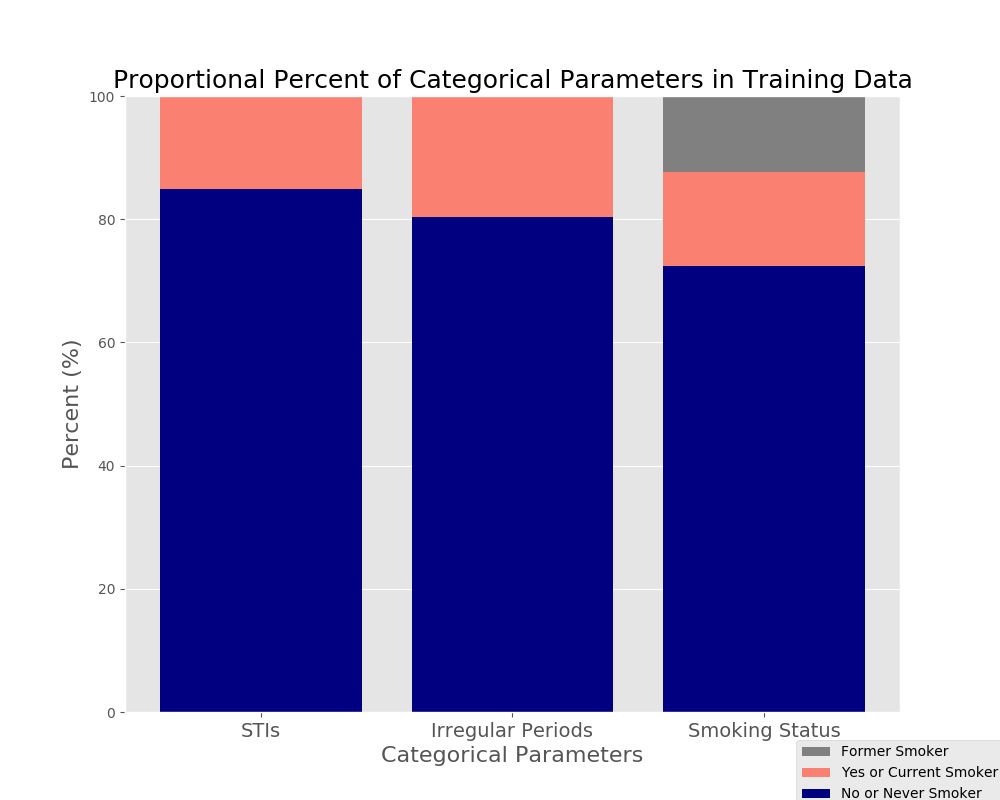 Proportional Percent of Categorical Parameters in Training Data
100
80
60
40
20
0
Percent (%)
STIs
Irregular Periods
Smoking Status
Categorical Parameters
Former Smoker
Yes or Current Smoker
No or Never Smoker